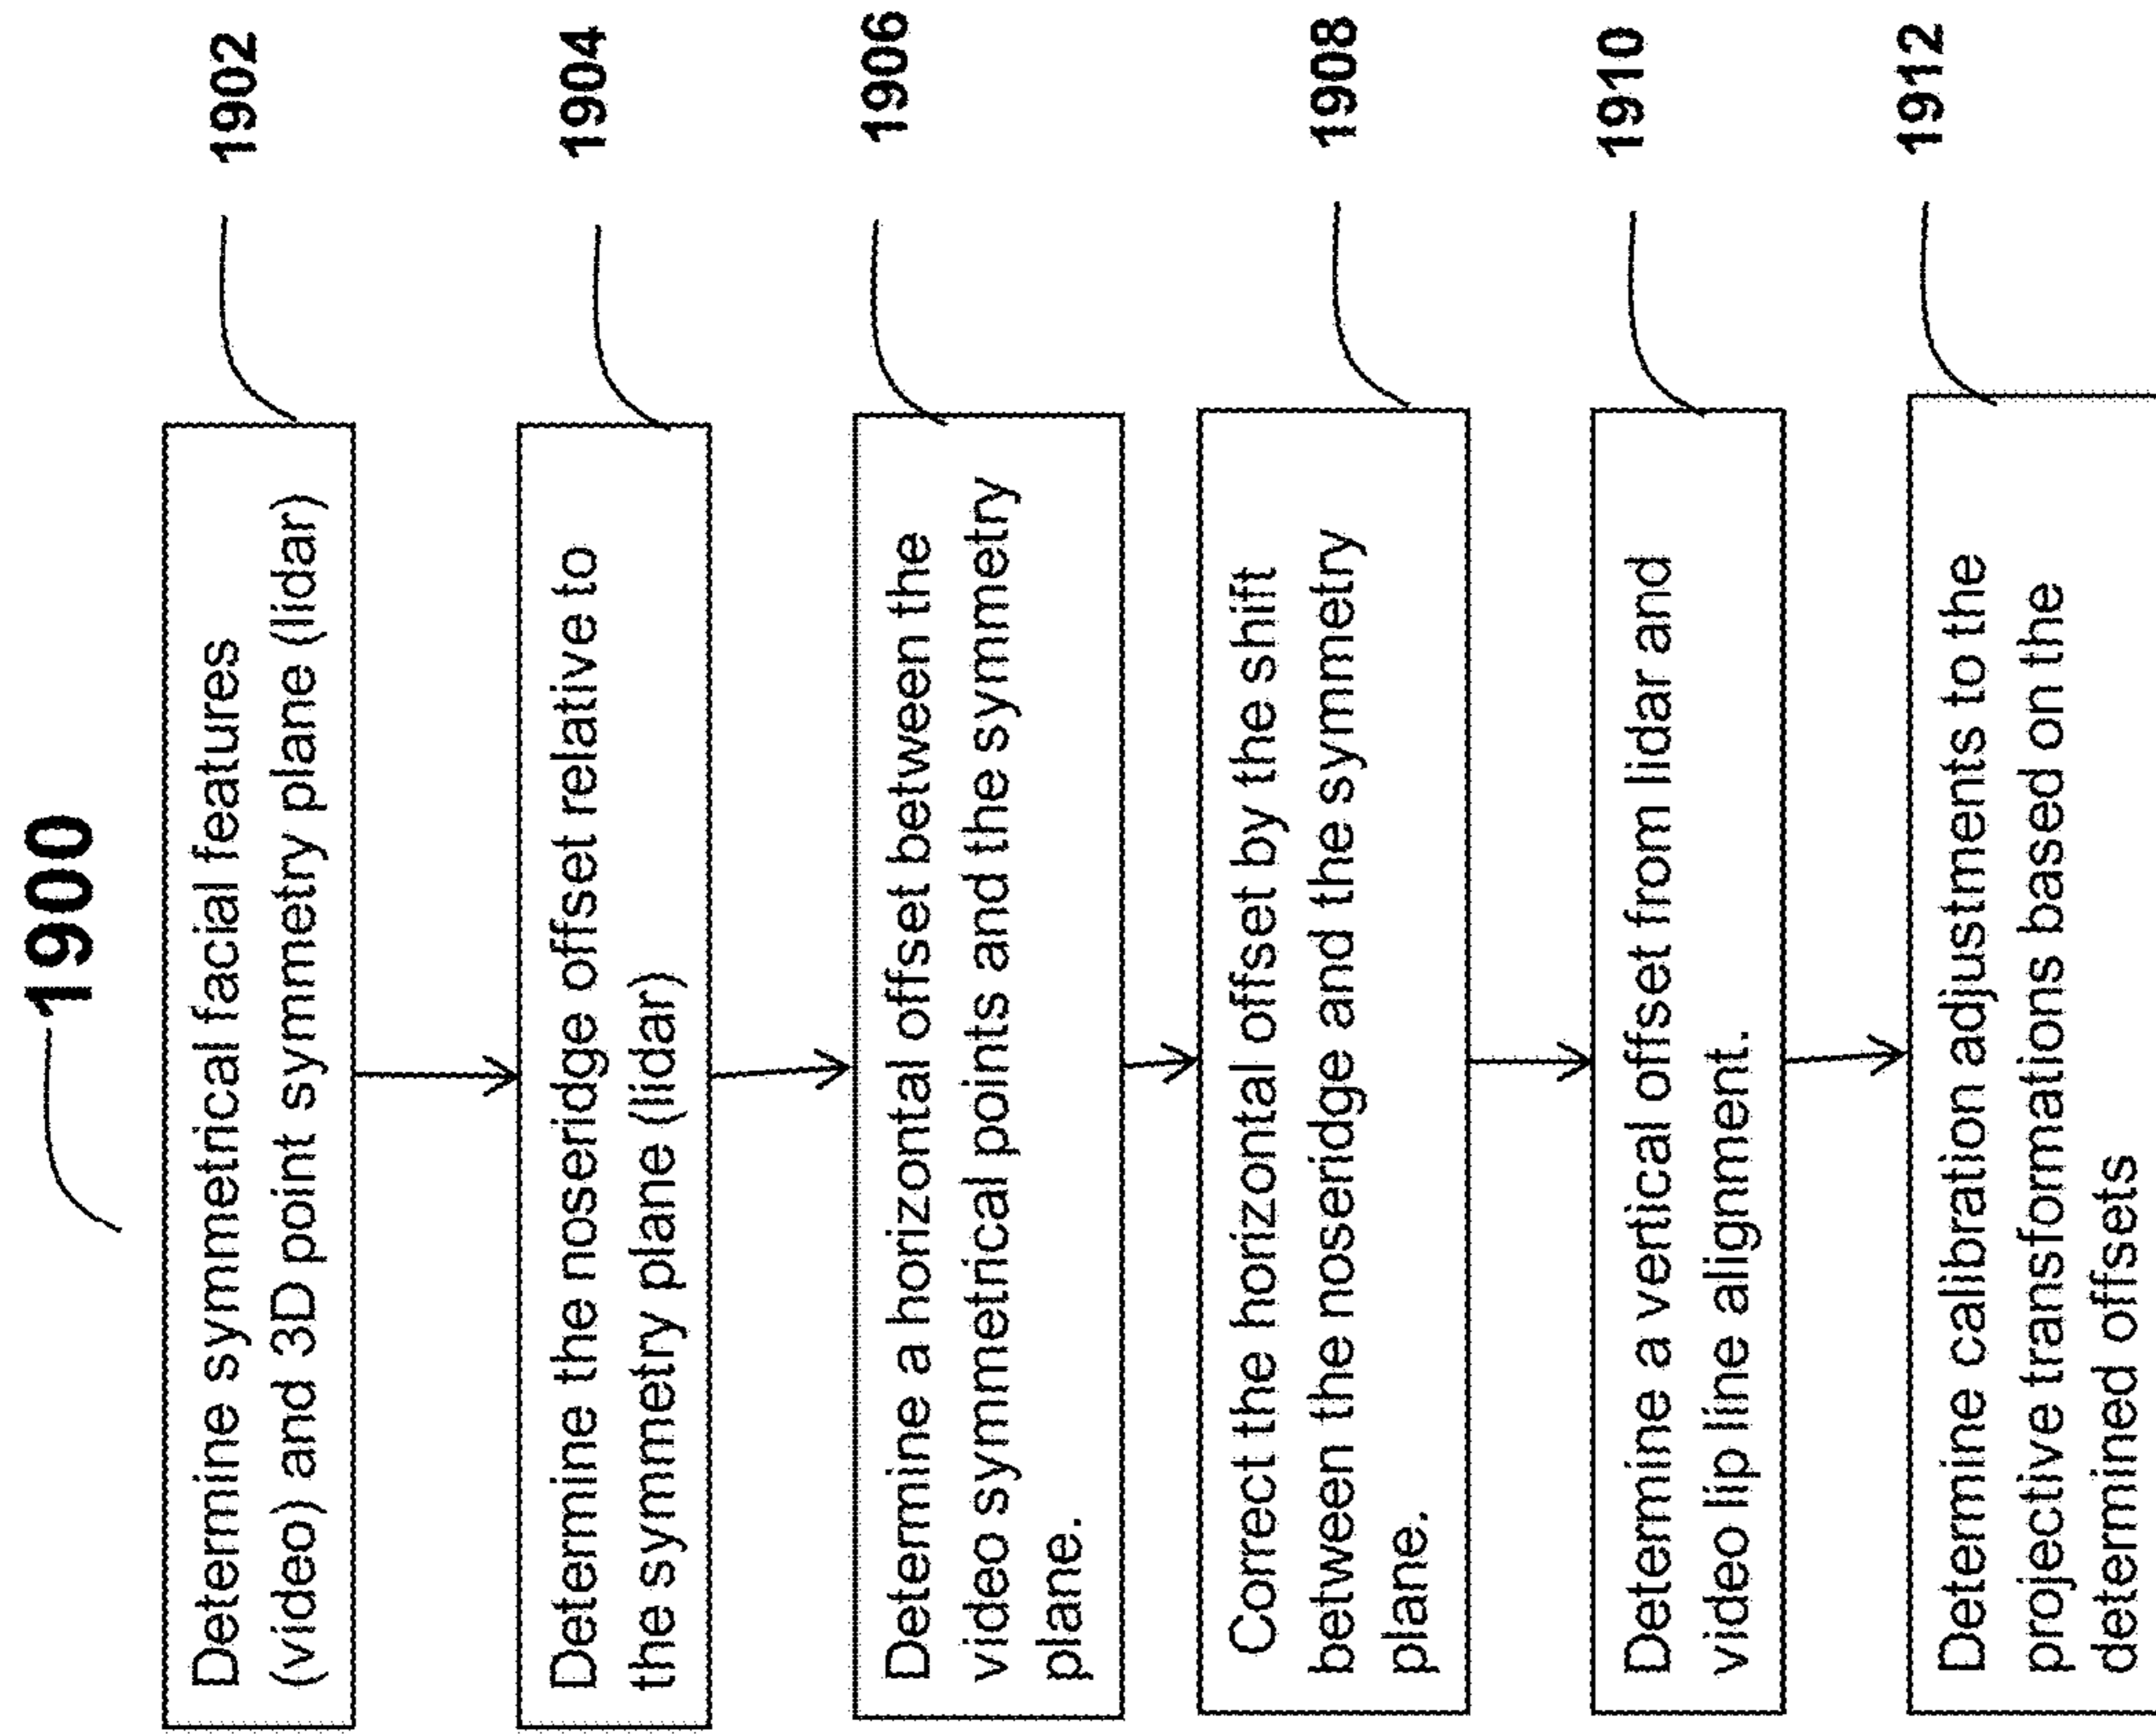 1900
Determine symmetrical facial features
(video) and 3D point symmetry plane (lidar)
1902
Determine the noseridge offset relative to
the symmetry plane (lidar)
1904
Determine a horizontal offset between the
video symmetrical points and the symmetry
plane.
1906
Correct the horizontal offset by the shift
between the noseridge and the symmetry
plane.
1908
Determine a vertical offset from lidar and
video lip line alignment.
1910
Determine calibration adjustments to the
projective transformations based on the
determined offsets
1912